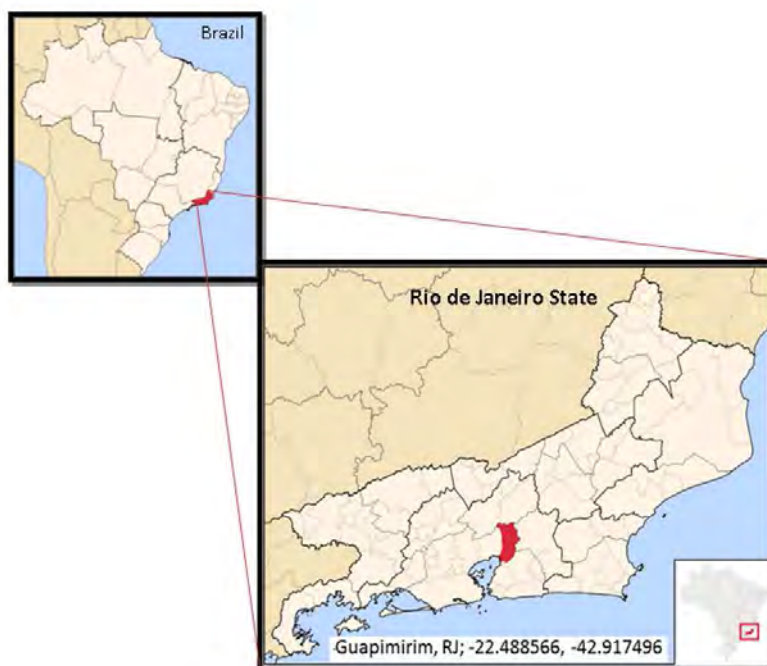 Brazil
Rio de Janeiro State
Guapimirim, RJ; -22.488566, -42.917496